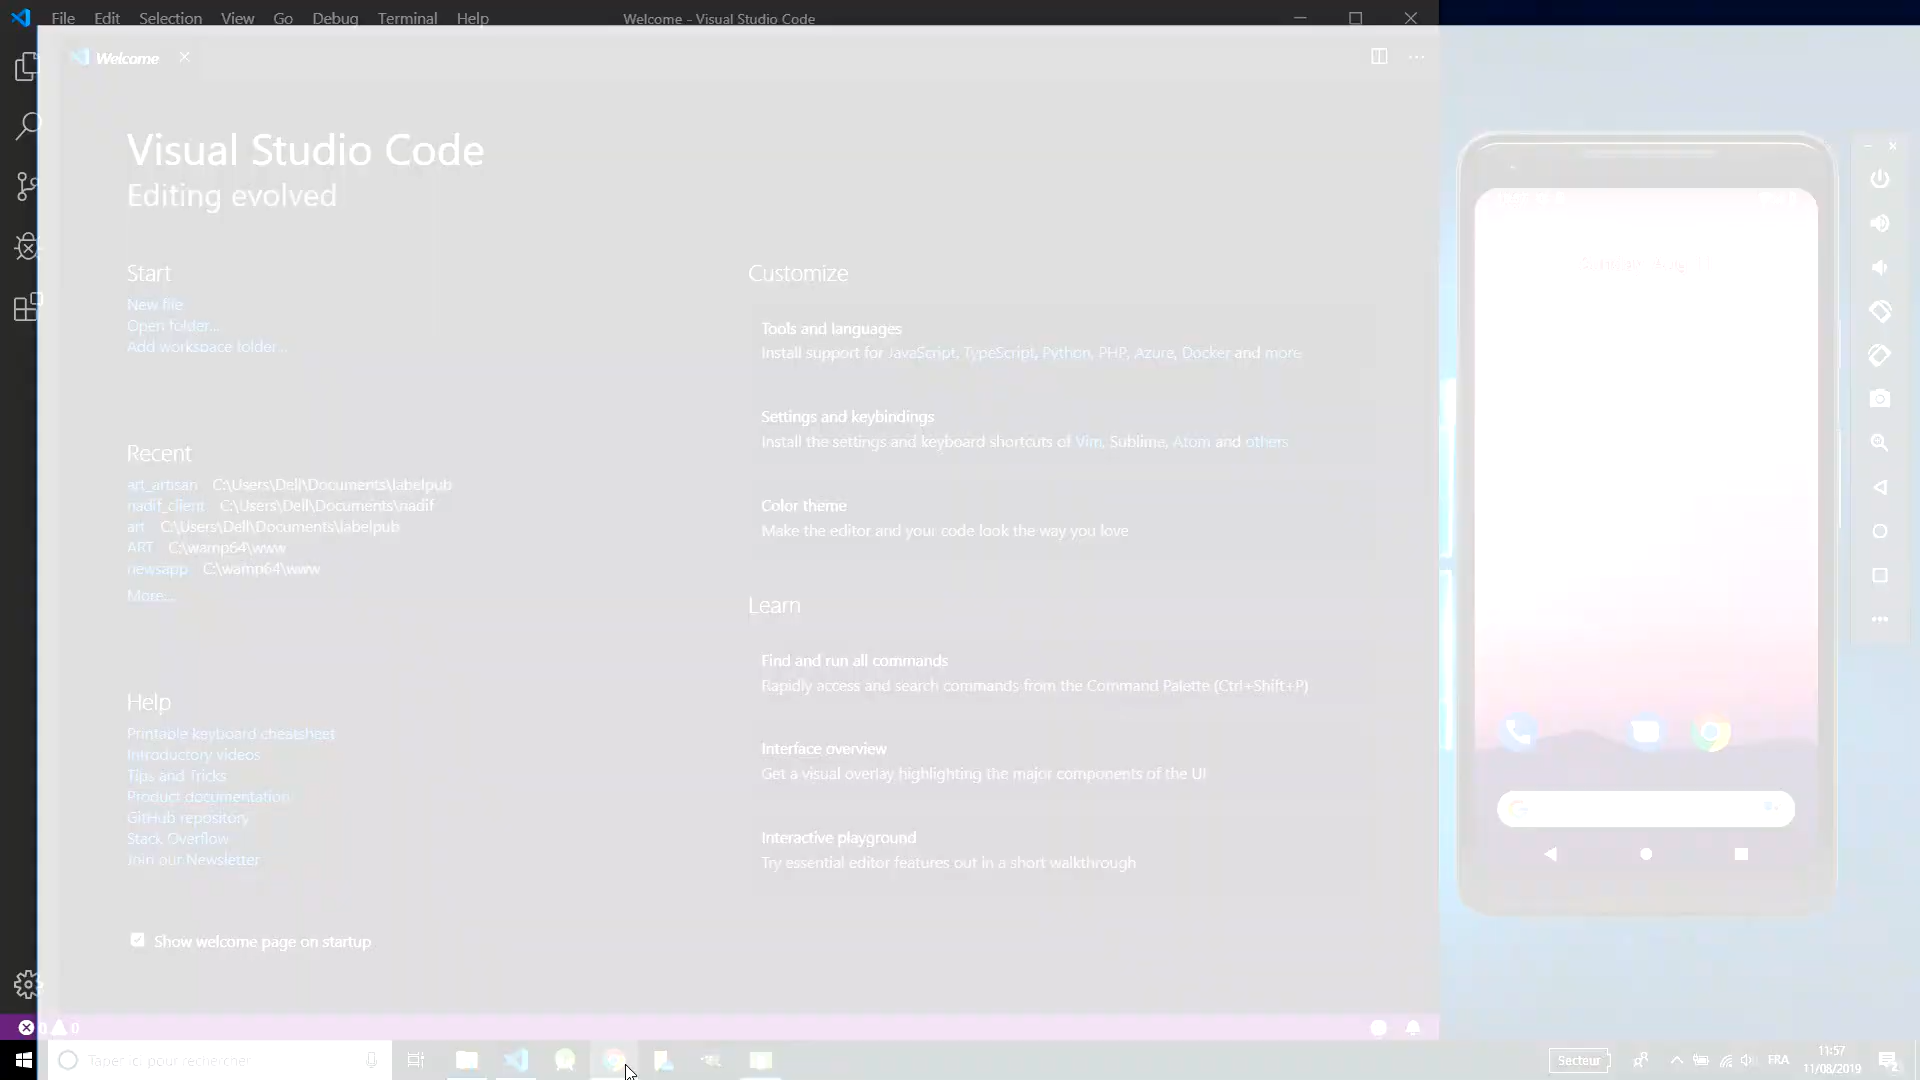 File Edit Selection View Go Debug Terminal Help
Welcome - Visual Studio Code
Welcome
Visual Studio Code
Editing evolved
Start
New file
Open folder...
Add workspace folder...
Recent
art_artisan C:\Users\Dell\Documents\labelpub
nadif_client C:\Users\Dell\Documents\nadif
art C:\Users\Dell\Documents\labelpub
ART C:\wamp64\www
newsapp C:\wamp64\www
More...
Help
Printable keyboard cheatsheet
Introductory videos
Tips and Tricks
Product documentation
GitHub repository
Stack Overflow
Join our Newsletter
Show welcome page on startup
Customize
Tools and languages
Install support for JavaScript, TypeScript, Python, PHP, Azure, Docker and more
Settings and keybindings
Install the settings and keyboard shortcuts of Vim, Sublime, Atom and others
Color theme
Make the editor and your code look the way you love
Learn
Find and run all commands
Rapidly access and search commands from the Command Palette (Ctrl+Shift+P)
Interface overview
Get a visual overlay highlighting the major components of the UI
Interactive playground
Try essential editor features out in a short walkthrough
0 0
Taper ici pour rechercher
Secteur
FRA
11:57
11/08/2019